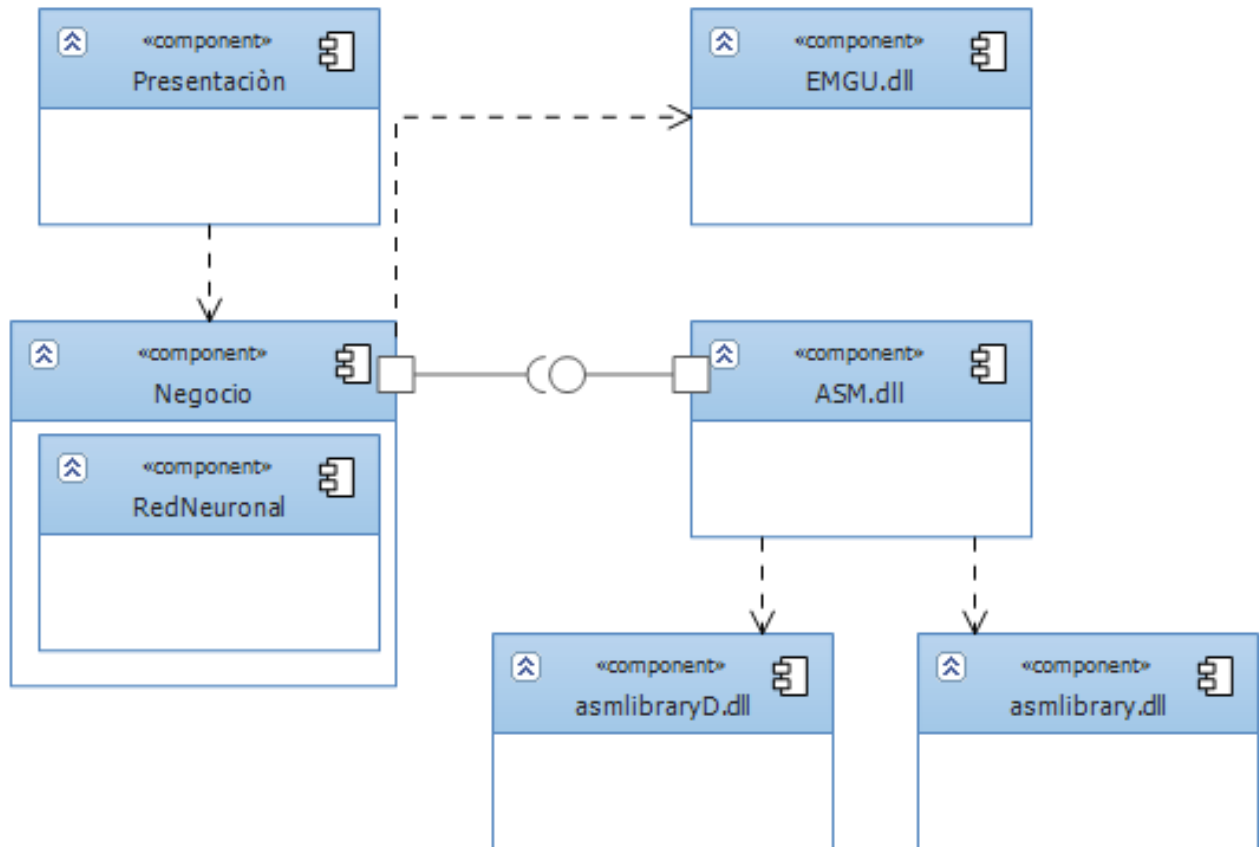 «component»
Presentaciòn
«component»
EMGU.dll
«component»
Negocio
«component»
ASM.dll
«component»
RedNeuronal
«component»
asmlibraryD.dll
«component»
asmlibrary.dll